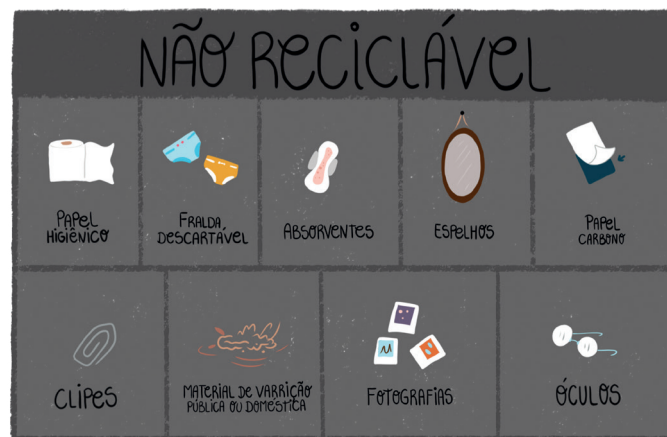 NÃO RECICLÁVEL
PAPEL
HIGIÊNICO
FRALDA
DESCARTÁVEL
ABSORVENTES
ESPELHOS
PAPEL
CARBONO
CLIPES
MATERIAL DE VARRIÇÃO
PÚBLICA OU DOMÉSTICA
FOTOGRAFIAS
ÓCULOS